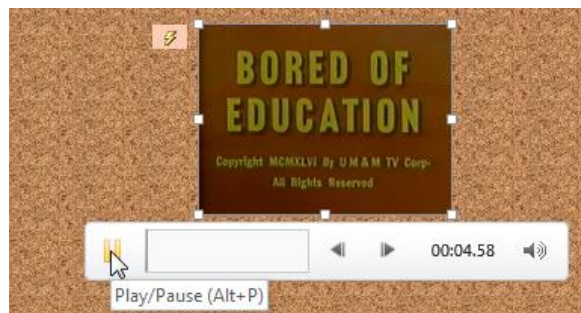 BORED OF
EDUCATION
Copyright MCMXLVI By U M & M TV Corp.
All Rights Reserved
00:04.58
Play/Pause (Alt+P)